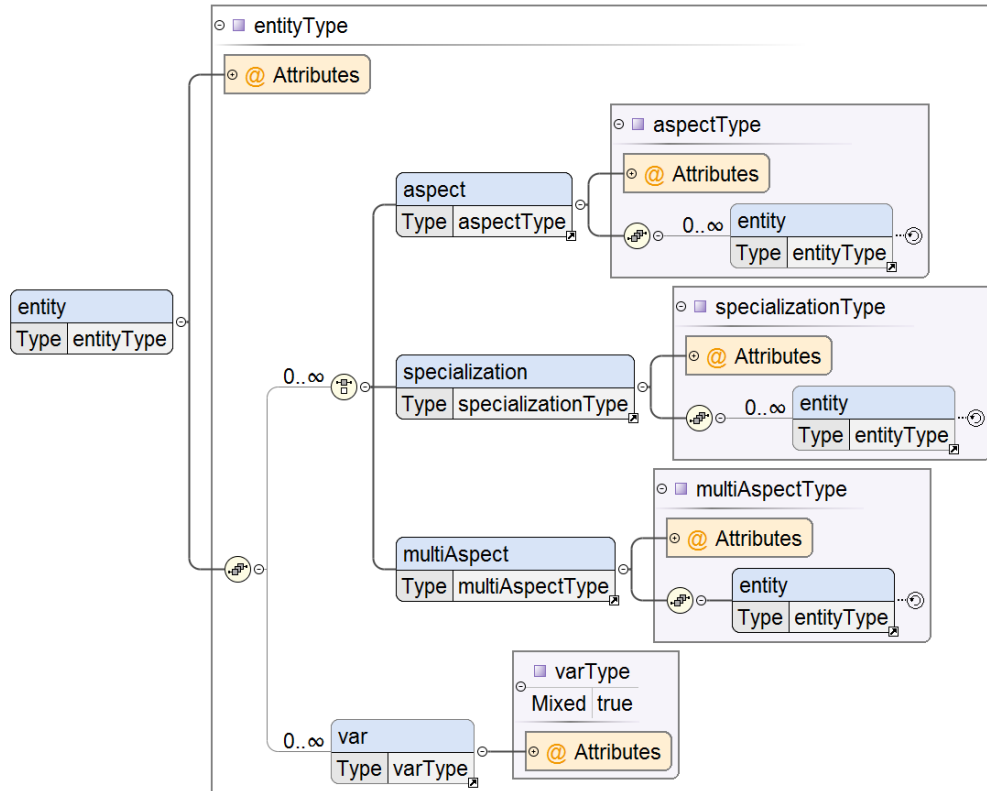 entityType
@ Attributes
aspectType
@ Attributes
aspect
Type aspectType
0..∞
entity
Type entityType
entity
Type entityType
specializationType
@ Attributes
0..∞
specialization
Type specializationType
0..∞
entity
Type entityType
multiAspectType
@ Attributes
multiAspect
Type multiAspectType
entity
Type entityType
varType
Mixed true
0..∞
var
Type varType
@ Attributes